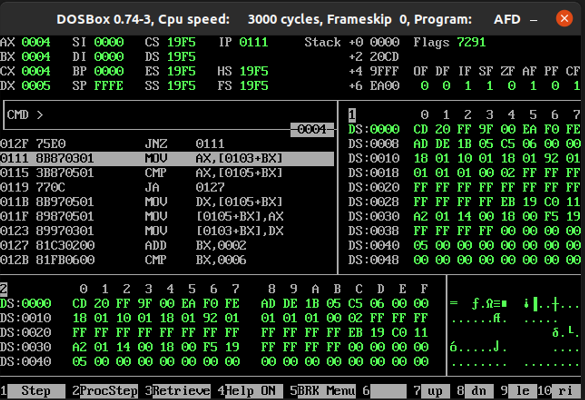 DOSBox 0.74-3, Cpu speed: 3000 cycles, Frameskip 0, Program: AFD
AX 0004 SI 0000 CS 19F5 IP 0111 Stack +0 0000 Flags 7291
BX 0004 DI 0000 DS 19F5 +2 20CD
CX 0004 BP 0000 ES 19F5 HS 19F5 +4 9FFF OF DF IF SF ZF AF PF CF
DX 0005 SP FFFE SS 19F5 FS 19F5 +6 EA00 0 0 1 1 0 1 0 1
CMD >
0004
012F 75E0 JNZ 0111
0111 8B870301 MOV AX,[0103+BX]
0115 3B870501 CMP AX,[0105+BX]
0119 770C JA 0127
011B 8B970501 MOV DX,[0105+BX]
011F 89870501 MOV [0105+BX],AX
0123 89970301 MOV [0103+BX],DX
0127 81C30200 ADD BX,0002
012B 81FB0600 CMP BX,0006
1 0 1 2 3 4 5 6 7
DS:0000 CD 20 FF 9F 00 EA F0 FE
DS:0008 AD DE 1B 05 C5 06 00 00
DS:0010 18 01 10 01 18 01 92 01
DS:0018 01 01 01 00 02 FF FF FF
DS:0020 FF FF FF FF FF FF FF FF
DS:0028 FF FF FF FF EB 19 C0 11
DS:0030 A2 01 14 00 18 00 F5 19
DS:0038 FF FF FF FF 00 00 00 00
DS:0040 05 00 00 00 00 00 00 00
DS:0048 00 00 00 00 00 00 00 00
2 0 1 2 3 4 5 6 7 8 9 A B C D E F
DS:0000 CD 20 FF 9F 00 EA F0 FE AD DE 1B 05 C5 06 00 00
DS:0010 18 01 10 01 18 01 92 01 01 01 01 00 02 FF FF FF
DS:0020 FF FF FF FF FF FF FF FF FF FF FF FF EB 19 C0 11
DS:0030 A2 01 14 00 18 00 F5 19 FF FF FF FF 00 00 00 00
DS:0040 05 00 00 00 00 00 00 00 00 00 00 00 00 00 00 00
1 Step 2 ProcStep 3 Retrieve 4 Help ON 5 BRK Menu 6 7 up 8 dn 9 le 10 ri